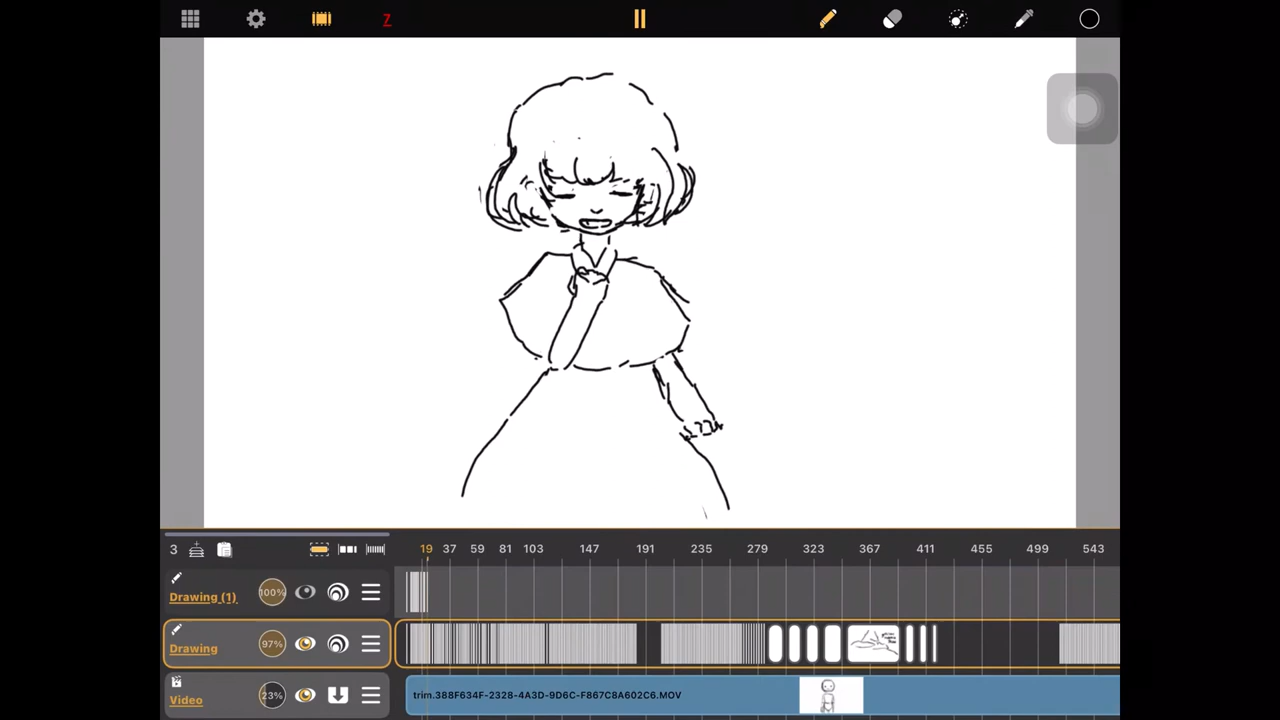 Z
3 19 37 59 81 103 147 191 235 279 323 367 411 455 499 543
Drawing (1) 100%
Drawing 97%
Video 23% trim.388F634F-2328-4A3D-9D6C-F867C8A602C6.MOV